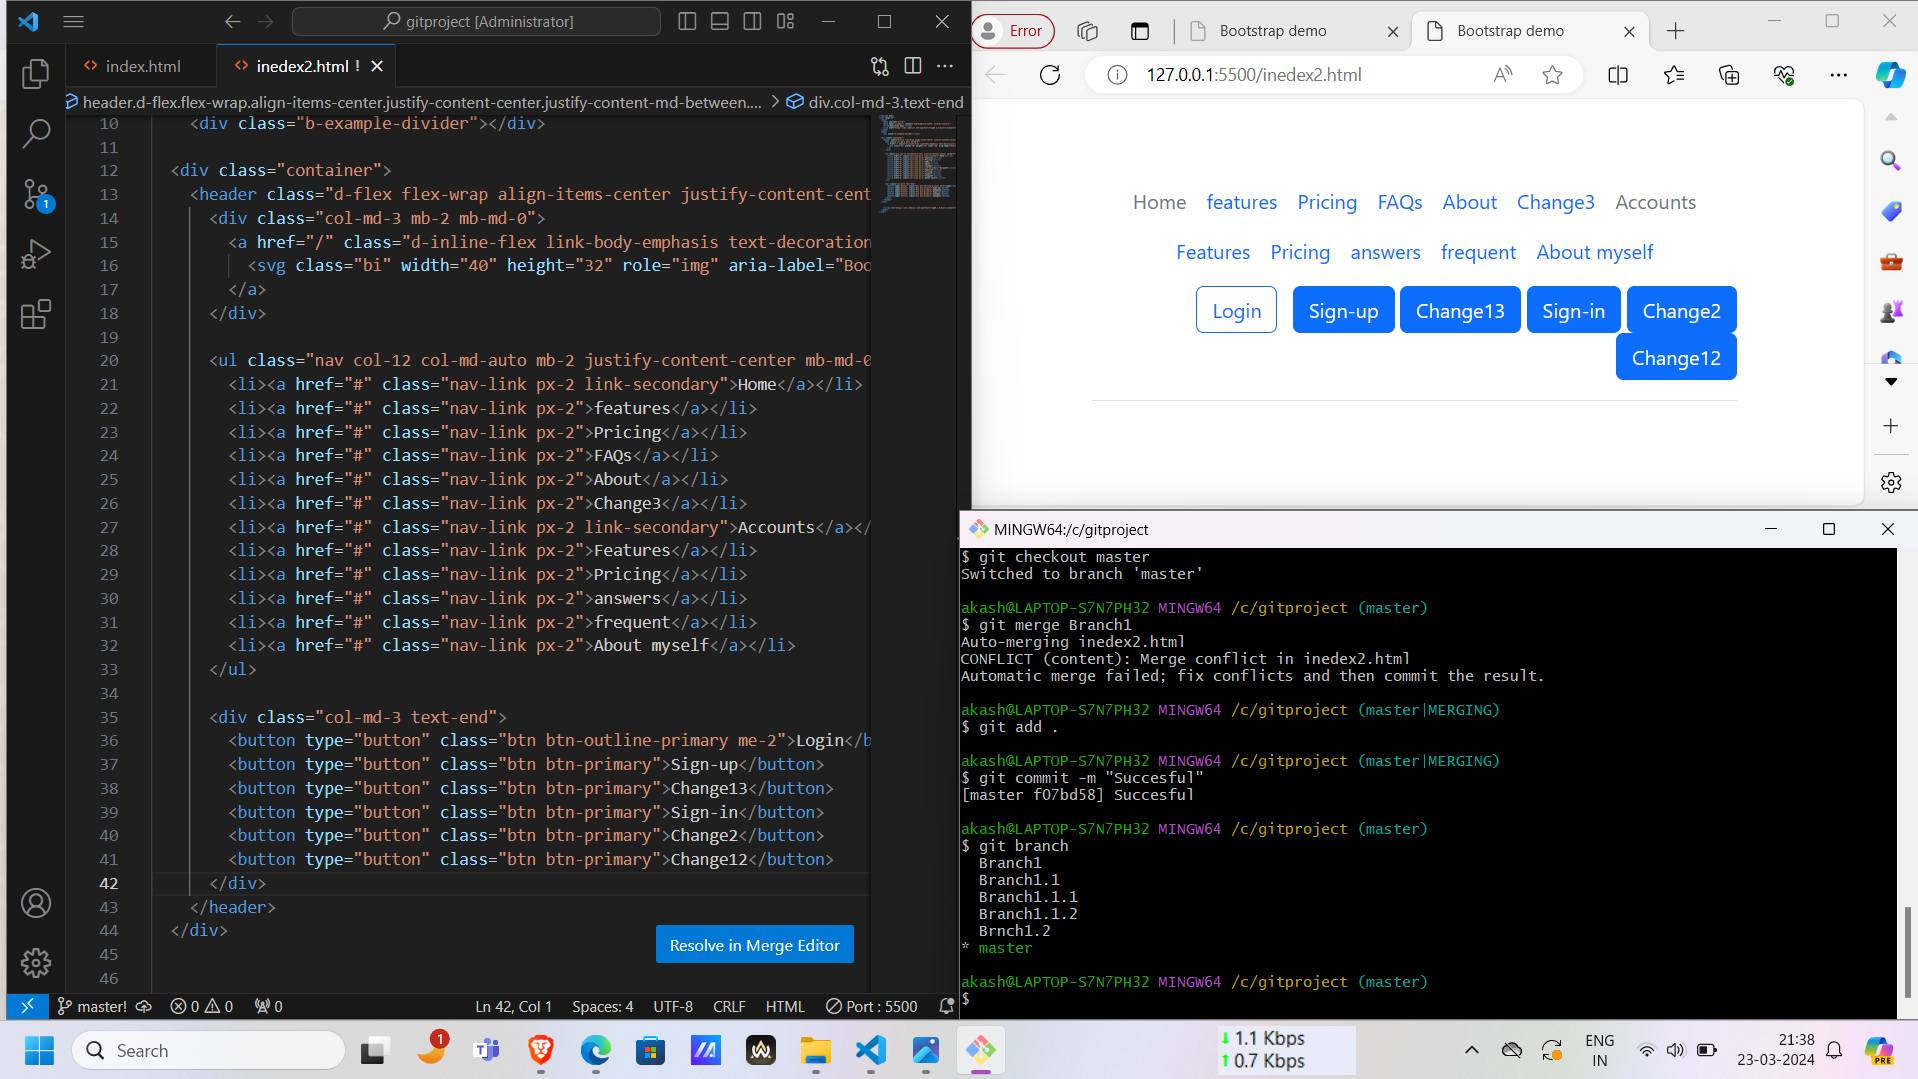 gitproject [Administrator]
index.html
inedex2.html !
header.d-flex.flex-wrap.align-items-center.justify-content-center.justify-content-md-between.... > div.col-md-3.text-end
10 <div class="b-example-divider"></div>
11
12 <div class="container">
13 <header class="d-flex flex-wrap align-items-center justify-content-cent
14 <div class="col-md-3 mb-2 mb-md-0">
15 <a href="/" class="d-inline-flex link-body-emphasis text-decoration
16 <svg class="bi" width="40" height="32" role="img" aria-label="Boo
17 </a>
18 </div>
19
20 <ul class="nav col-12 col-md-auto mb-2 justify-content-center mb-md-0
21 <li><a href="#" class="nav-link px-2 link-secondary">Home</a></li>
22 <li><a href="#" class="nav-link px-2">features</a></li>
23 <li><a href="#" class="nav-link px-2">Pricing</a></li>
24 <li><a href="#" class="nav-link px-2">FAQs</a></li>
25 <li><a href="#" class="nav-link px-2">About</a></li>
26 <li><a href="#" class="nav-link px-2">Change3</a></li>
27 <li><a href="#" class="nav-link px-2 link-secondary">Accounts</a></
28 <li><a href="#" class="nav-link px-2">Features</a></li>
29 <li><a href="#" class="nav-link px-2">Pricing</a></li>
30 <li><a href="#" class="nav-link px-2">answers</a></li>
31 <li><a href="#" class="nav-link px-2">frequent</a></li>
32 <li><a href="#" class="nav-link px-2">About myself</a></li>
33 </ul>
34
35 <div class="col-md-3 text-end">
36 <button type="button" class="btn btn-outline-primary me-2">Login</b
37 <button type="button" class="btn btn-primary">Sign-up</button>
38 <button type="button" class="btn btn-primary">Change13</button>
39 <button type="button" class="btn btn-primary">Sign-in</button>
40 <button type="button" class="btn btn-primary">Change2</button>
41 <button type="button" class="btn btn-primary">Change12</button>
42 </div>
43 </header>
44 </div>
45
46
Resolve in Merge Editor
1
master! 0 0 0 Ln 42, Col 1 Spaces: 4 UTF-8 CRLF HTML Port : 5500
Error
Bootstrap demo
Bootstrap demo
127.0.0.1:5500/inedex2.html
Home features Pricing FAQs About Change3 Accounts
Features Pricing answers frequent About myself
Login Sign-up Change13 Sign-in Change2
Change12
MINGW64:/c/gitproject
$ git checkout master
Switched to branch 'master'
akash@LAPTOP-S7N7PH32 MINGW64 /c/gitproject (master)
$ git merge Branch1
Auto-merging inedex2.html
CONFLICT (content): Merge conflict in inedex2.html
Automatic merge failed; fix conflicts and then commit the result.
akash@LAPTOP-S7N7PH32 MINGW64 /c/gitproject (master|MERGING)
$ git add .
akash@LAPTOP-S7N7PH32 MINGW64 /c/gitproject (master|MERGING)
$ git commit -m "Succesful"
[master f07bd58] Succesful
akash@LAPTOP-S7N7PH32 MINGW64 /c/gitproject (master)
$ git branch
Branch1
Branch1.1
Branch1.1.1
Branch1.1.2
Brnch1.2
* master
akash@LAPTOP-S7N7PH32 MINGW64 /c/gitproject (master)
$
Search
1
1.1 Kbps
0.7 Kbps
ENG
IN
21:38
23-03-2024
PRE